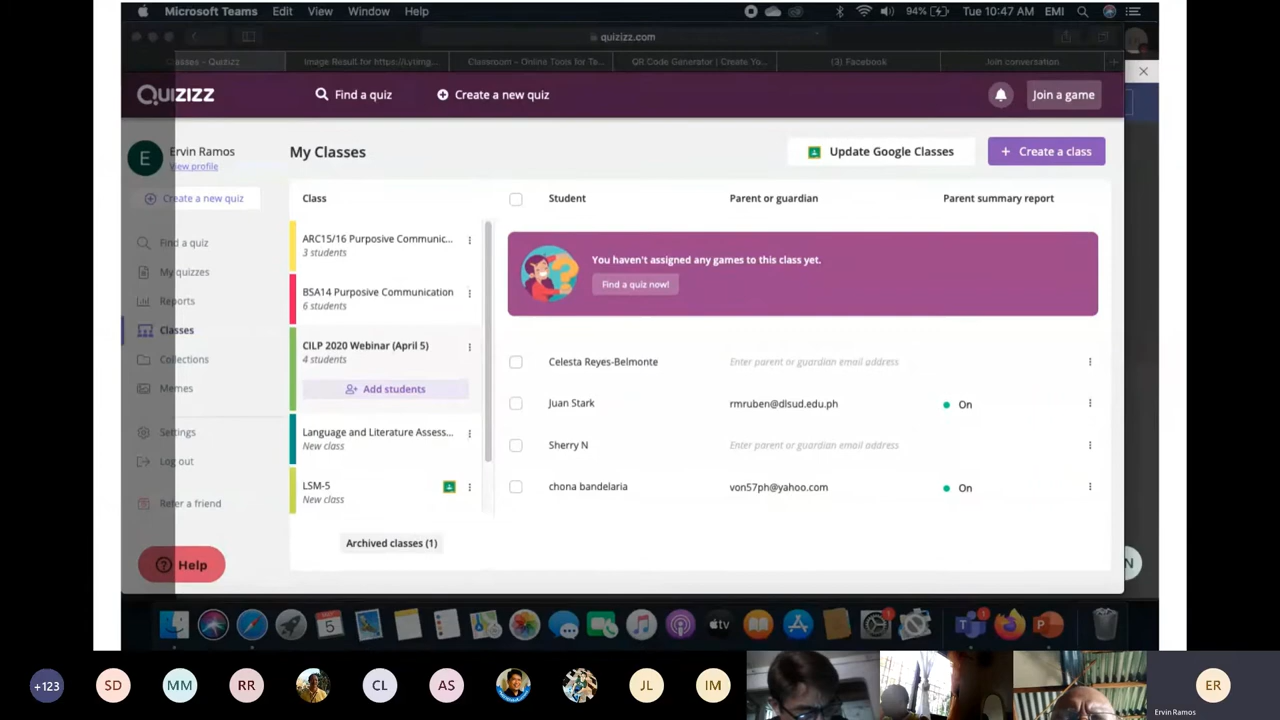 Microsoft Teams Edit View Window Help 94% Tue 10:47 AM EMI
quizizz.com
Classes - Quizizz Image Result for https://cyting... Classroom - Online Tools for Te... QR Code Generator | Create Yo... (3) Facebook Join conversation
QUIZIZZ Find a quiz Create a new quiz Join a game
E Ervin Ramos
View profile
My Classes Update Google Classes + Create a class
Create a new quiz
Find a quiz
My quizzes
Reports
Classes
Collections
Memes
Settings
Log out
Refer a friend
? Help
Class
ARC15/16 Purposive Communic...
3 students
BSA14 Purposive Communication
6 students
CILP 2020 Webinar (April 5)
4 students
Add students
Language and Literature Assess...
New class
LSM-5
New class
Archived classes (1)
Student Parent or guardian Parent summary report
You haven't assigned any games to this class yet.
Find a quiz now!
Celesta Reyes-Belmonte Enter parent or guardian email address
Juan Stark rmruben@dlsud.edu.ph On
Sherry N Enter parent or guardian email address
chona bandelaria von57ph@yahoo.com On
N
5 tv 1 1
+123 SD MM RR CL AS JL IM ER
Ervin Ramos